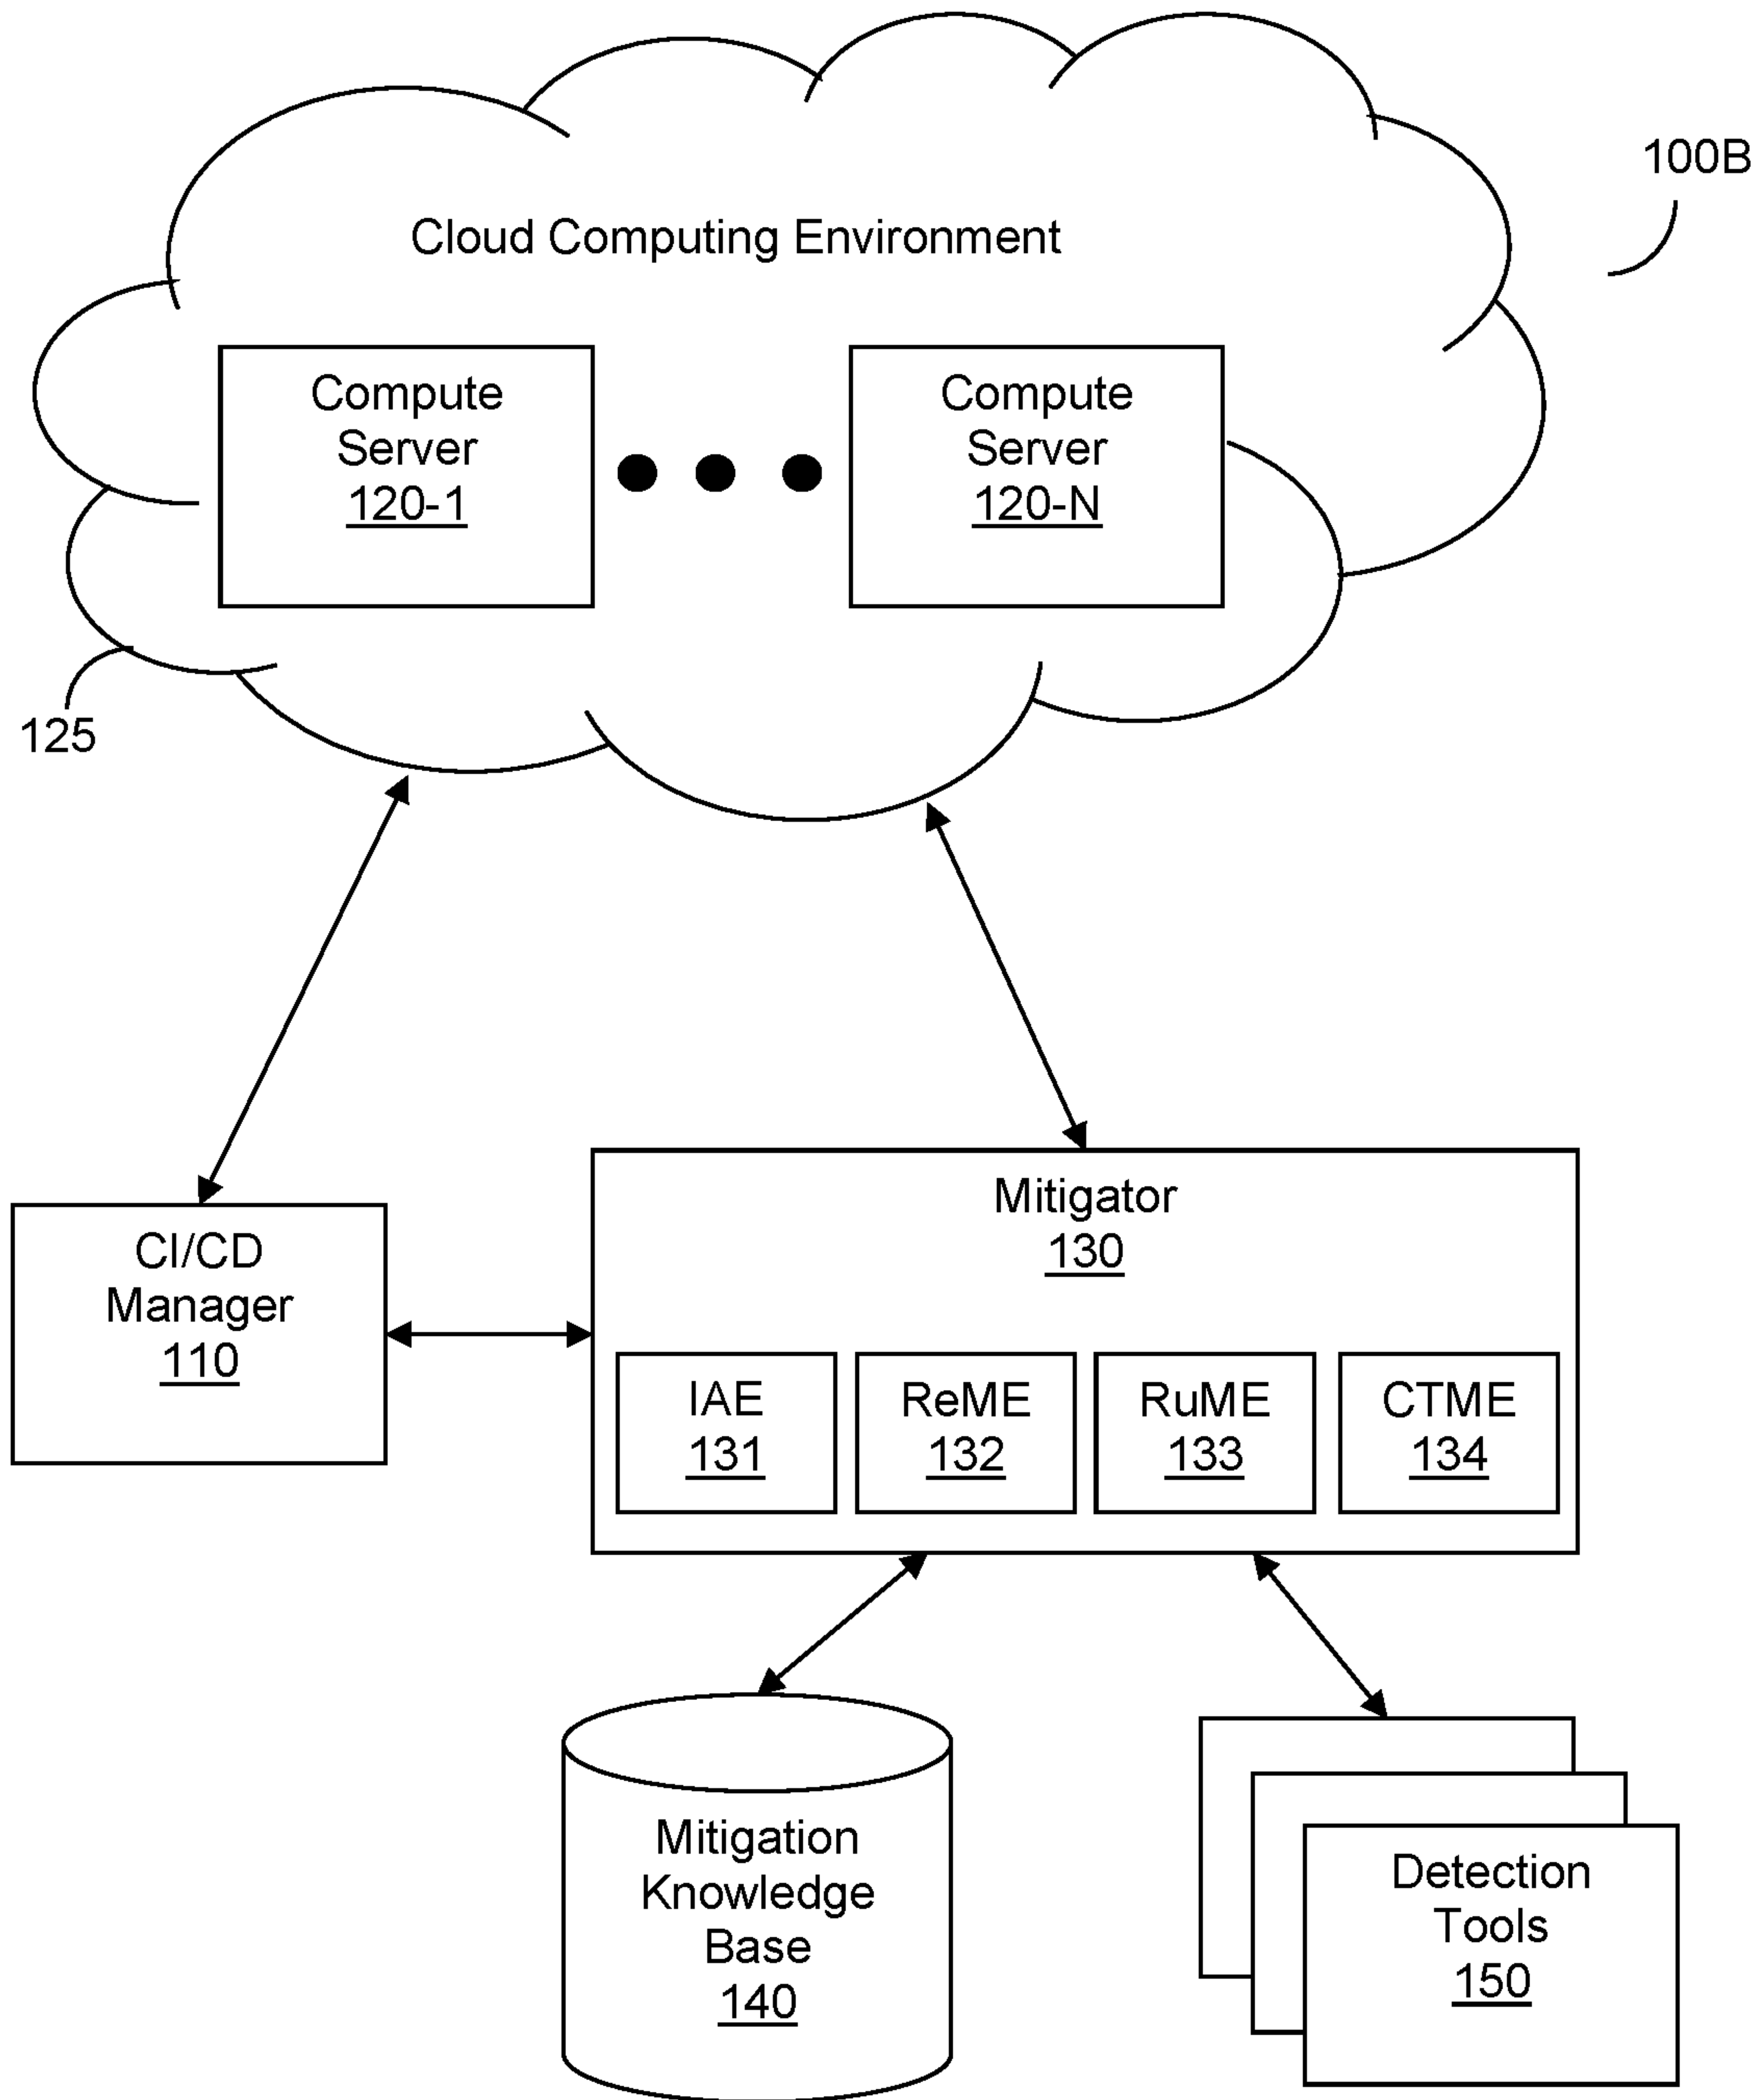 100B
Cloud Computing Environment
Compute
Server
120-1
Compute
Server
120-N
125
Mitigator
130
CI/CD
Manager
110
IAE
131
ReME
132
RuME
133
CTME
134
Mitigation
Knowledge
Base
140
Detection
Tools
150